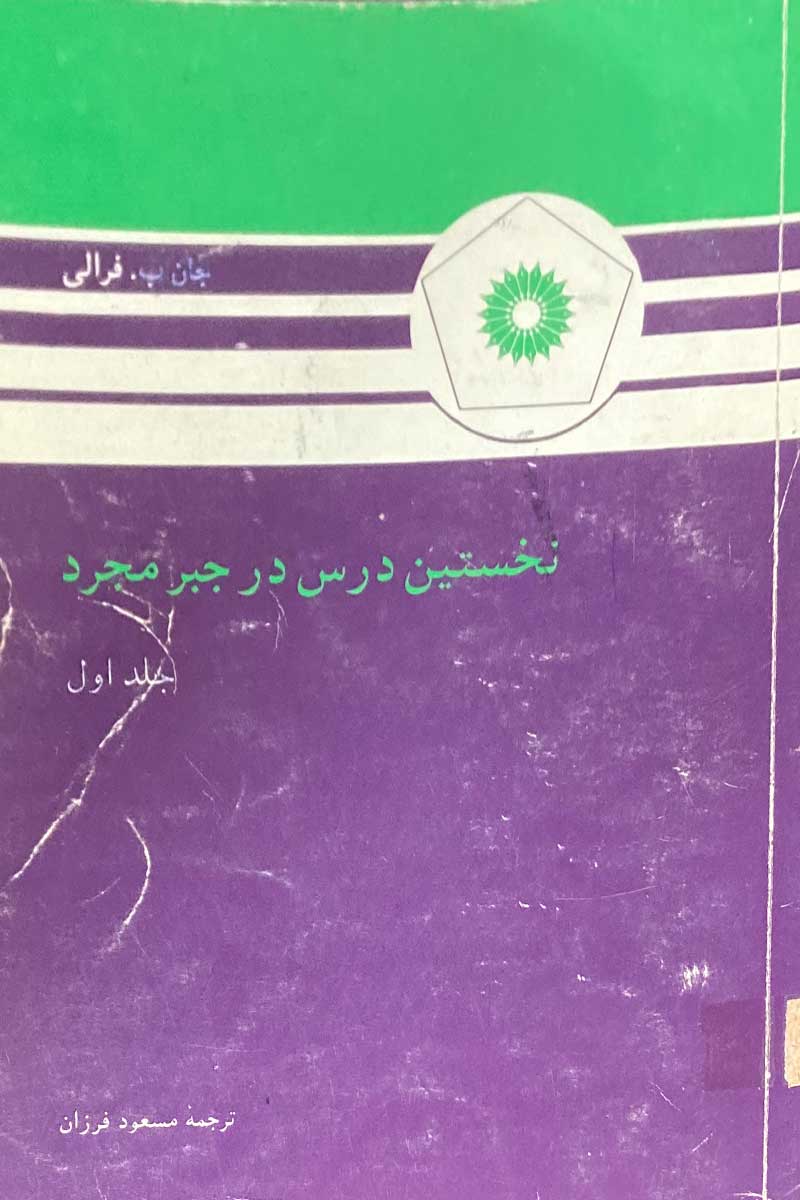 جان ب. فرالی
نخستین درس در جبر مجرد
جلد اول
ترجمهٔ مسعود فرزان